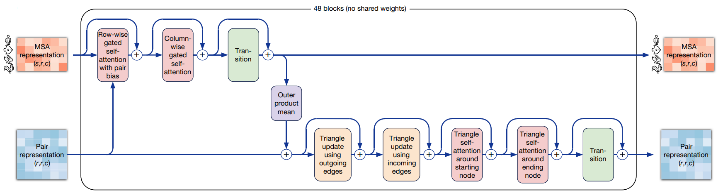 48 blocks (no shared weights)
MSA
representation
(s,r,c)
Row-wise
gated
self-
attention
with pair
bias
+
Column-
wise
gated
self-
attention
+
Tran-
sition
+
MSA
representation
(s,r,c)
Outer
product
mean
Pair
representation
(r,r,c)
+
Triangle
update
using
outgoing
edges
+
Triangle
update
using
incoming
edges
+
Triangle
self-
attention
around
starting
node
+
Triangle
self-
attention
around
ending
node
+
Tran-
sition
+
Pair
representation
(r,r,c)